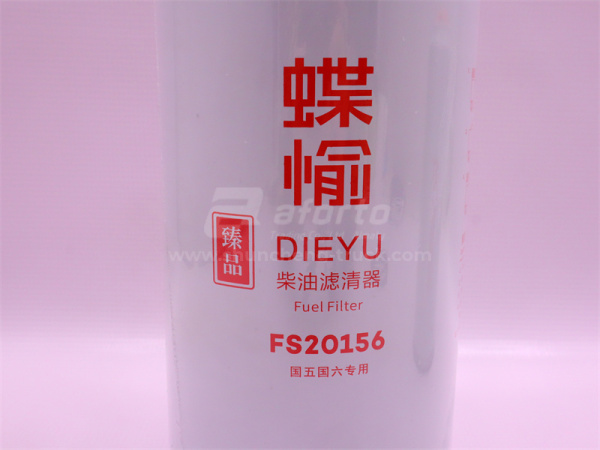 蝶
愉
aforto
臻品
DIEYU
柴油滤清器
Fuel Filter
FS20156
国五国六专用